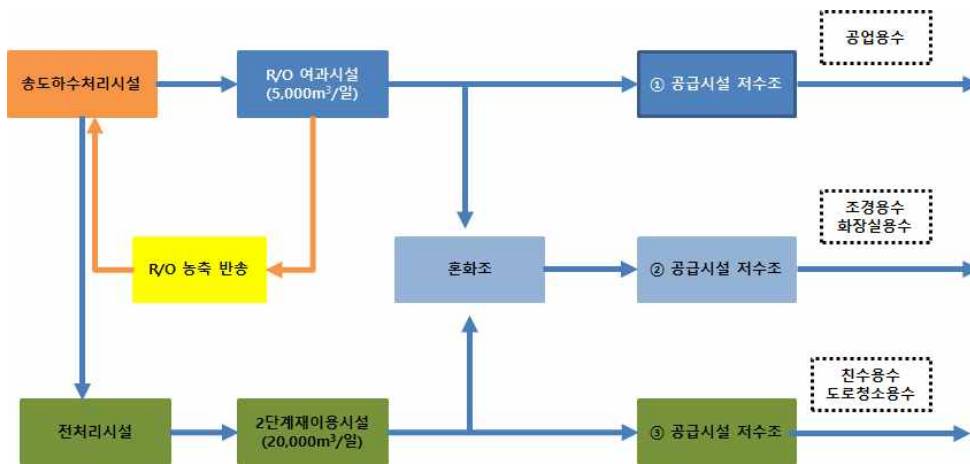 공업용수
송도하수처리시설
R/O 여과시설
(5,000m³/일)
① 공급시설 저수조
조경용수
화장실용수
R/O 농축 반송
혼화조
② 공급시설 저수조
친수용수
도로청소용수
전처리시설
2단계재이용시설
(20,000m³/일)
③ 공급시설 저수조